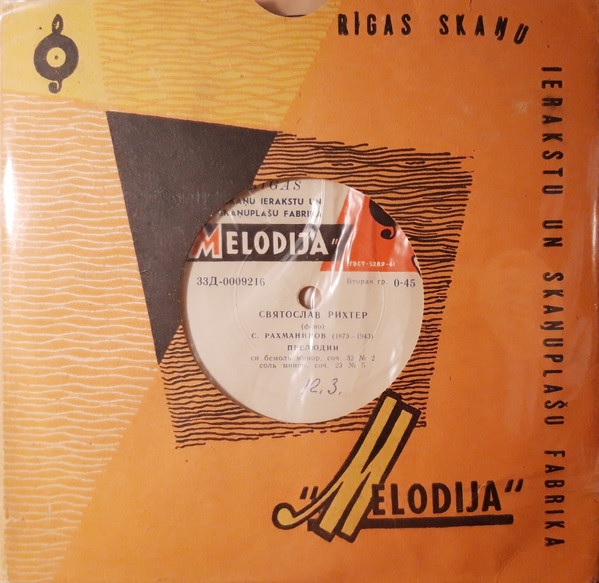 RĪGAS SKAŅU
IERAKSTU UN SKAŅUPLAŠU FABRIKA
RĪGAS
SKAŅU IERAKSTU UN
SKAŅUPLAŠU FABRIKA
MELODIJA"
ГОСТ-5289-61
33Д-0009216
Вторая гр. 0-45
СВЯТОСЛАВ РИХТЕР
(ф-но)
С. РАХМАНИНОВ (1873–1943)
ПРЕЛЮДИИ
си бемоль минор, соч. 32 № 2
соль минор, соч. 23 № 5
12.3.
"MELODIJA"